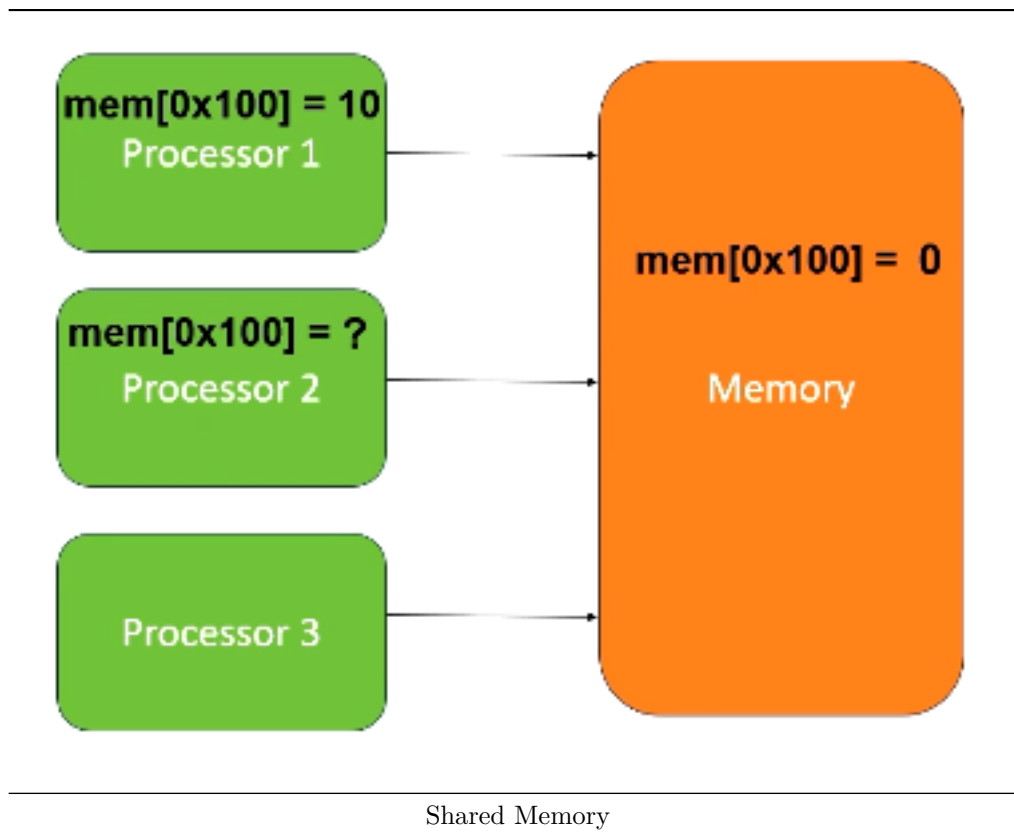 mem[0x100] = 10
Processor 1
mem[0x100] = ?
Processor 2
Processor 3
mem[0x100] =  0
Memory
Shared Memory